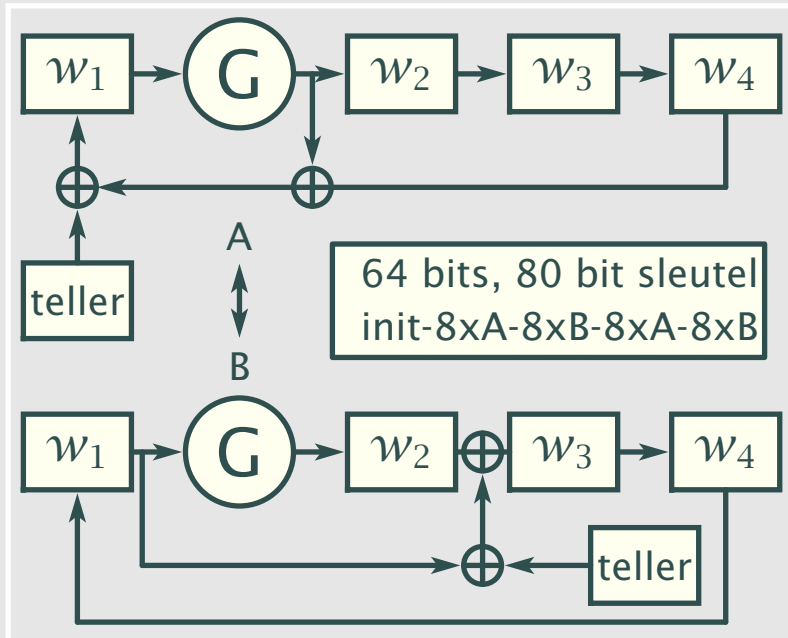 w₁ G w₂ w₃ w₄
A
teller
64 bits, 80 bit sleutel
init-8xA-8xB-8xA-8xB
B
w₁ G w₂ w₃ w₄
teller